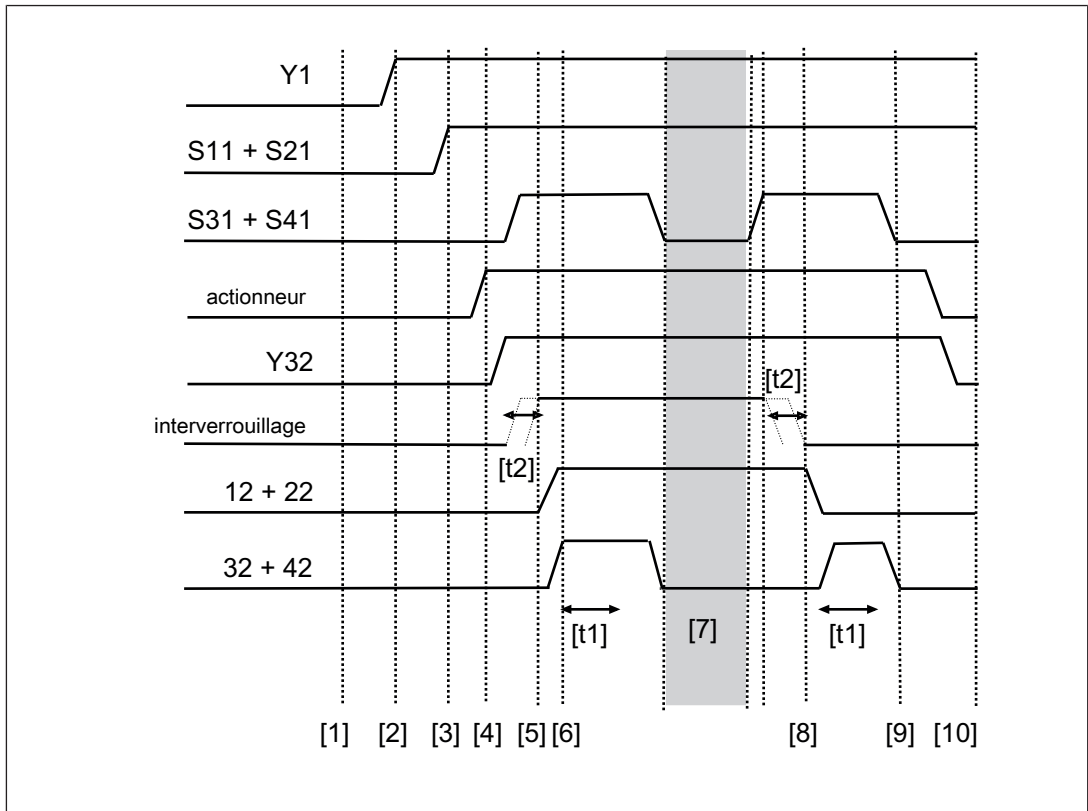 Y1
S11 + S21
S31 + S41
actionneur
Y32
[t2]
interverrouillage
[t2]
12 + 22
32 + 42
[t1] [7] [t1]
[1] [2] [3] [4] [5] [6] [8] [9] [10]